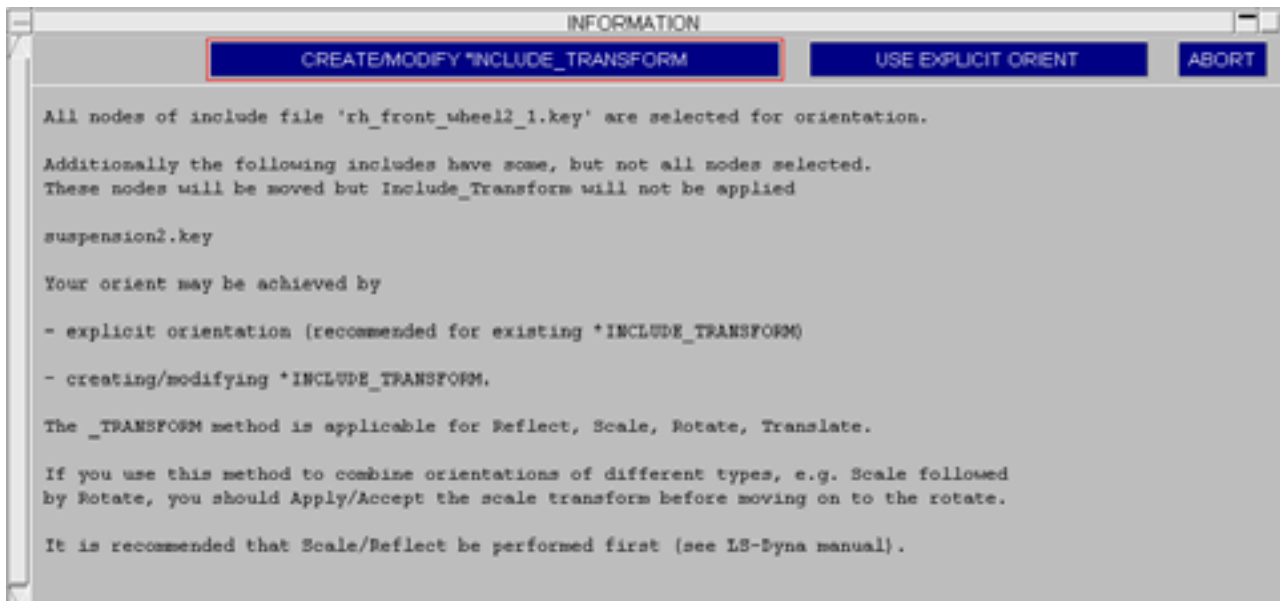 INFORMATION
CREATE/MODIFY *INCLUDE_TRANSFORM
USE EXPLICIT ORIENT
ABORT
All nodes of include file 'rh_front_wheel2_1.key' are selected for orientation.
Additionally the following includes have some, but not all nodes selected.
These nodes will be moved but Include_Transform will not be applied
suspension2.key
Your orient may be achieved by
- explicit orientation (recommended for existing *INCLUDE_TRANSFORM)
- creating/modifying *INCLUDE_TRANSFORM.
The _TRANSFORM method is applicable for Reflect, Scale, Rotate, Translate.
If you use this method to combine orientations of different types, e.g. Scale followed
by Rotate, you should Apply/Accept the scale transform before moving on to the rotate.
It is recommended that Scale/Reflect be performed first (see LS-Dyna manual).